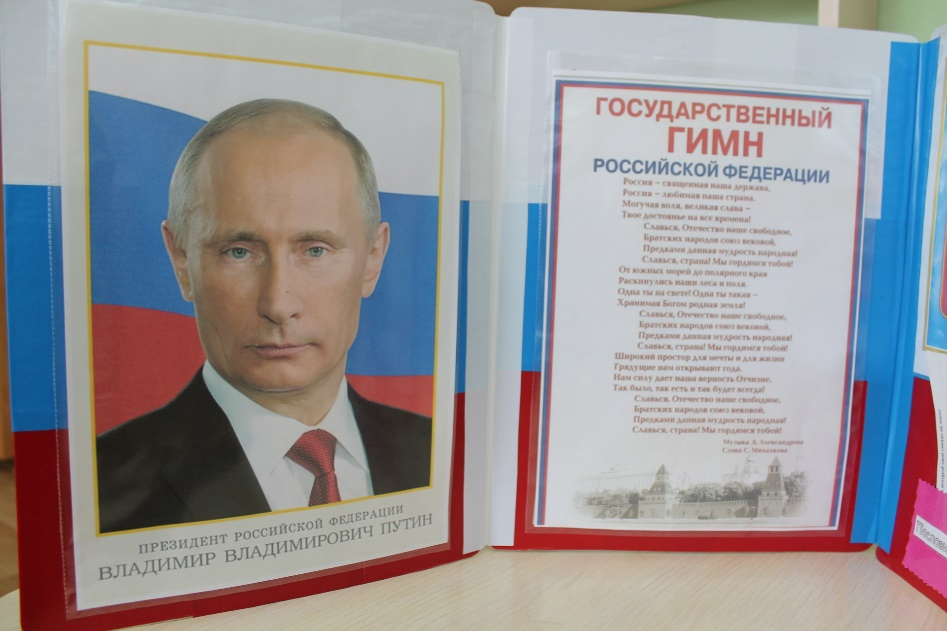 ПРЕЗИДЕНТ РОССИЙСКОЙ ФЕДЕРАЦИИ
ВЛАДИМИР ВЛАДИМИРОВИЧ ПУТИН
ГОСУДАРСТВЕННЫЙ
ГИМН
РОССИЙСКОЙ ФЕДЕРАЦИИ
Россия – священная наша держава,
Россия – любимая наша страна.
Могучая воля, великая слава –
Твое достоянье на все времена!
Славься, Отечество наше свободное,
Братских народов союз вековой,
Предками данная мудрость народная!
Славься, страна! Мы гордимся тобой!
От южных морей до полярного края
Раскинулись наши леса и поля.
Одна ты на свете! Одна ты такая –
Хранимая Богом родная земля!
Славься, Отечество наше свободное,
Братских народов союз вековой,
Предками данная мудрость народная!
Славься, страна! Мы гордимся тобой!
Широкий простор для мечты и для жизни
Грядущие нам открывают года.
Нам силу дает наша верность Отчизне.
Так было, так есть и так будет всегда!
Славься, Отечество наше свободное,
Братских народов союз вековой,
Предками данная мудрость народная!
Славься, страна! Мы гордимся тобой!
Музыка А. Александрова
Слова С. Михалкова